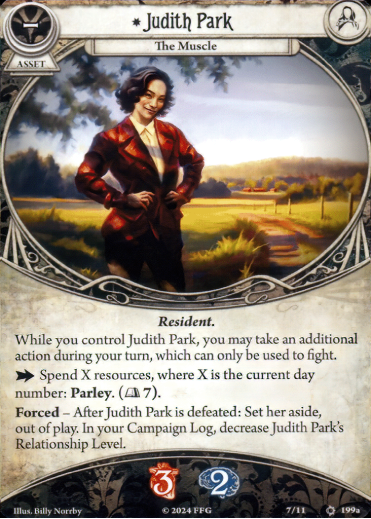 Judith Park
The Muscle
ASSET
Resident.
While you control Judith Park, you may take an additional
action during your turn, which can only be used to fight.
Spend X resources, where X is the current day
number: Parley. (7).
Forced – After Judith Park is defeated: Set her aside,
out of play. In your Campaign Log, decrease Judith Park's
Relationship Level.
3 2
Illus. Billy Norrby © 2024 FFG 7/11 199a